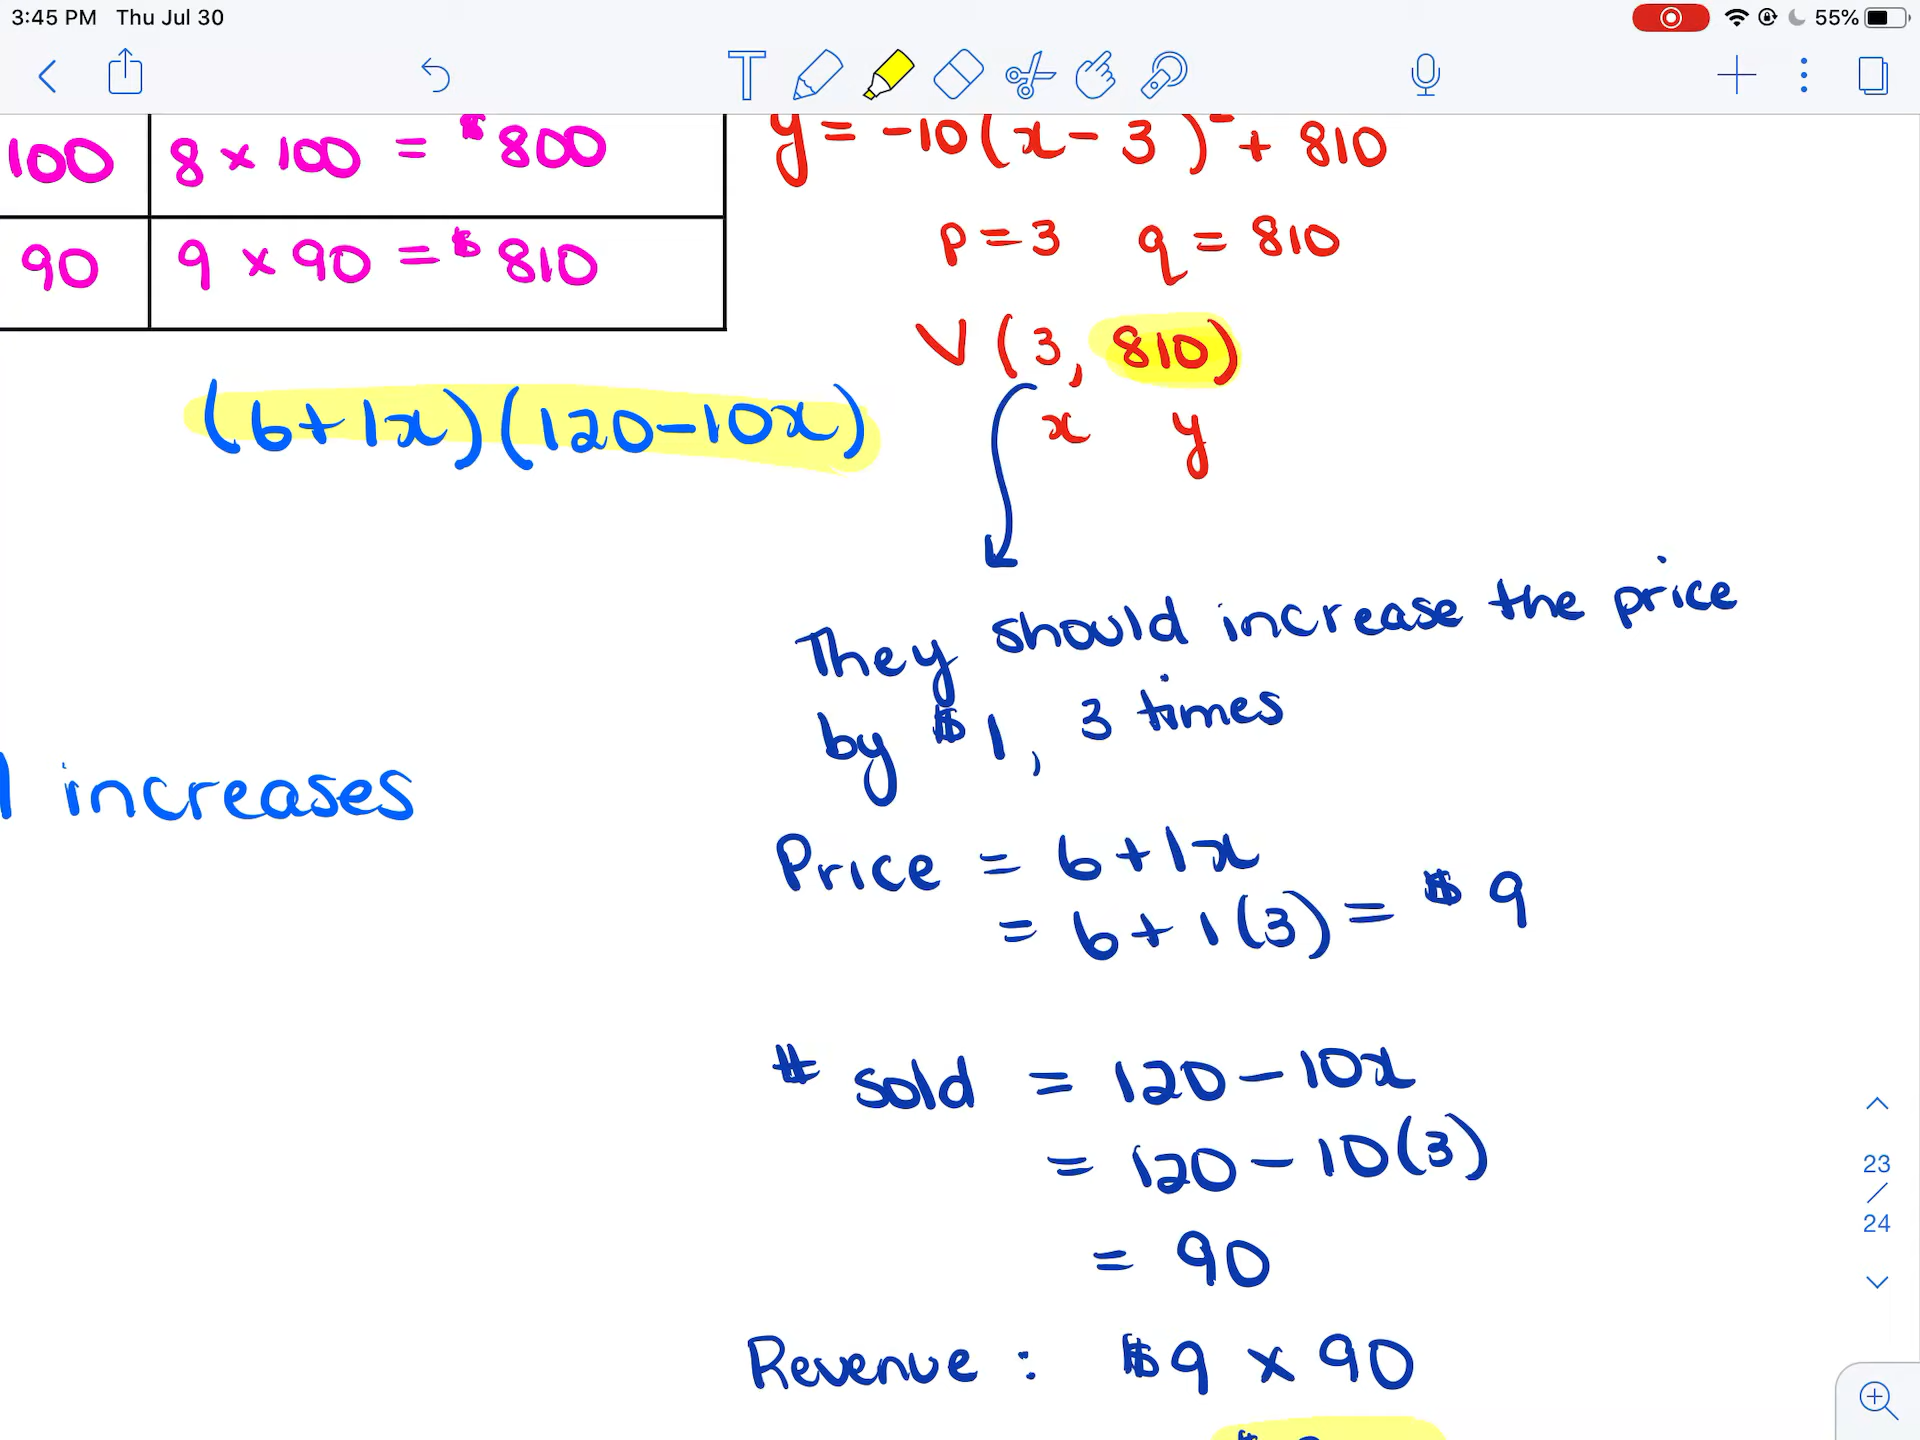 3:45 PM Thu Jul 30
55%
T
100 8 × 100 = $800
90 9 × 90 = $810
(6+1x)(120-10x)
increases
y = -10(x-3)² + 810
p = 3 q = 810
V (3, 810)
x y
They should increase the price
by $1, 3 times
Price = 6+1x
= 6+1(3) = $9
# sold = 120-10x
= 120-10(3)
= 90
Revenue: $9 x 90
23
/
24